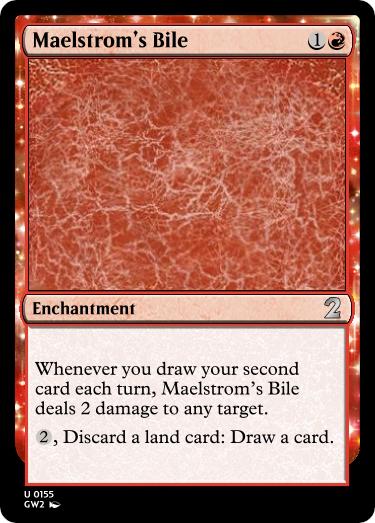 Maelstrom's Bile 1
Enchantment 2
Whenever you draw your second
card each turn, Maelstrom's Bile
deals 2 damage to any target.
2, Discard a land card: Draw a card.
U 0155
GW2